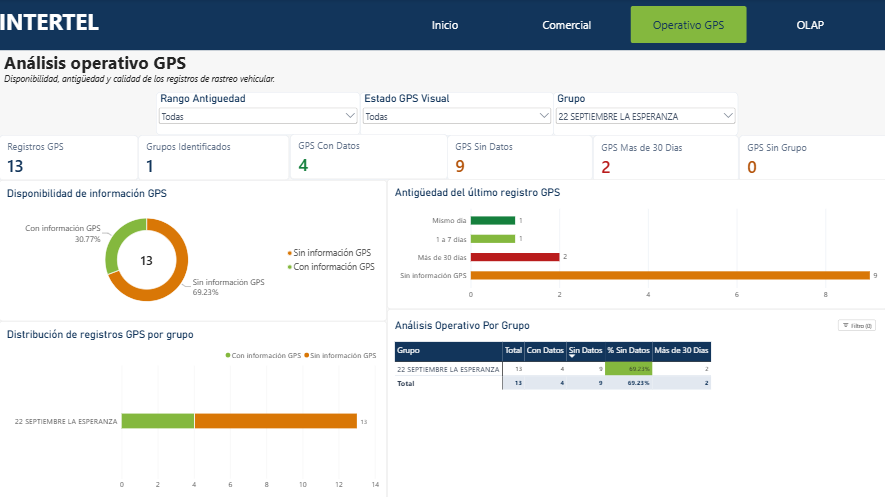 INTERTEL
Inicio
Comercial
Operativo GPS
OLAP
Análisis operativo GPS
Disponibilidad, antigüedad y calidad de los registros de rastreo vehicular.
Rango Antiguedad
Todas
Estado GPS Visual
Todas
Grupo
22 SEPTIEMBRE LA ESPERANZA
Registros GPS
13
Grupos Identificados
1
GPS Con Datos
4
GPS Sin Datos
9
GPS Mas de 30 Dias
2
GPS Sin Grupo
0
Disponibilidad de información GPS
Con información GPS
30.77%
13
Sin información GPS
69.23%
Sin información GPS
Con información GPS
Antigüedad del último registro GPS
Mismo día 1
1 a 7 días 1
Más de 30 días 2
Sin información GPS 9
0 2 4 6 8
Distribución de registros GPS por grupo
Con información GPS Sin información GPS
22 SEPTIEMBRE LA ESPERANZA 13
0 2 4 6 8 10 12 14
Análisis Operativo Por Grupo
Filtro (0)
Grupo Total Con Datos Sin Datos % Sin Datos Más de 30 Días
22 SEPTIEMBRE LA ESPERANZA 13 4 9 69.23% 2
Total 13 4 9 69.23% 2